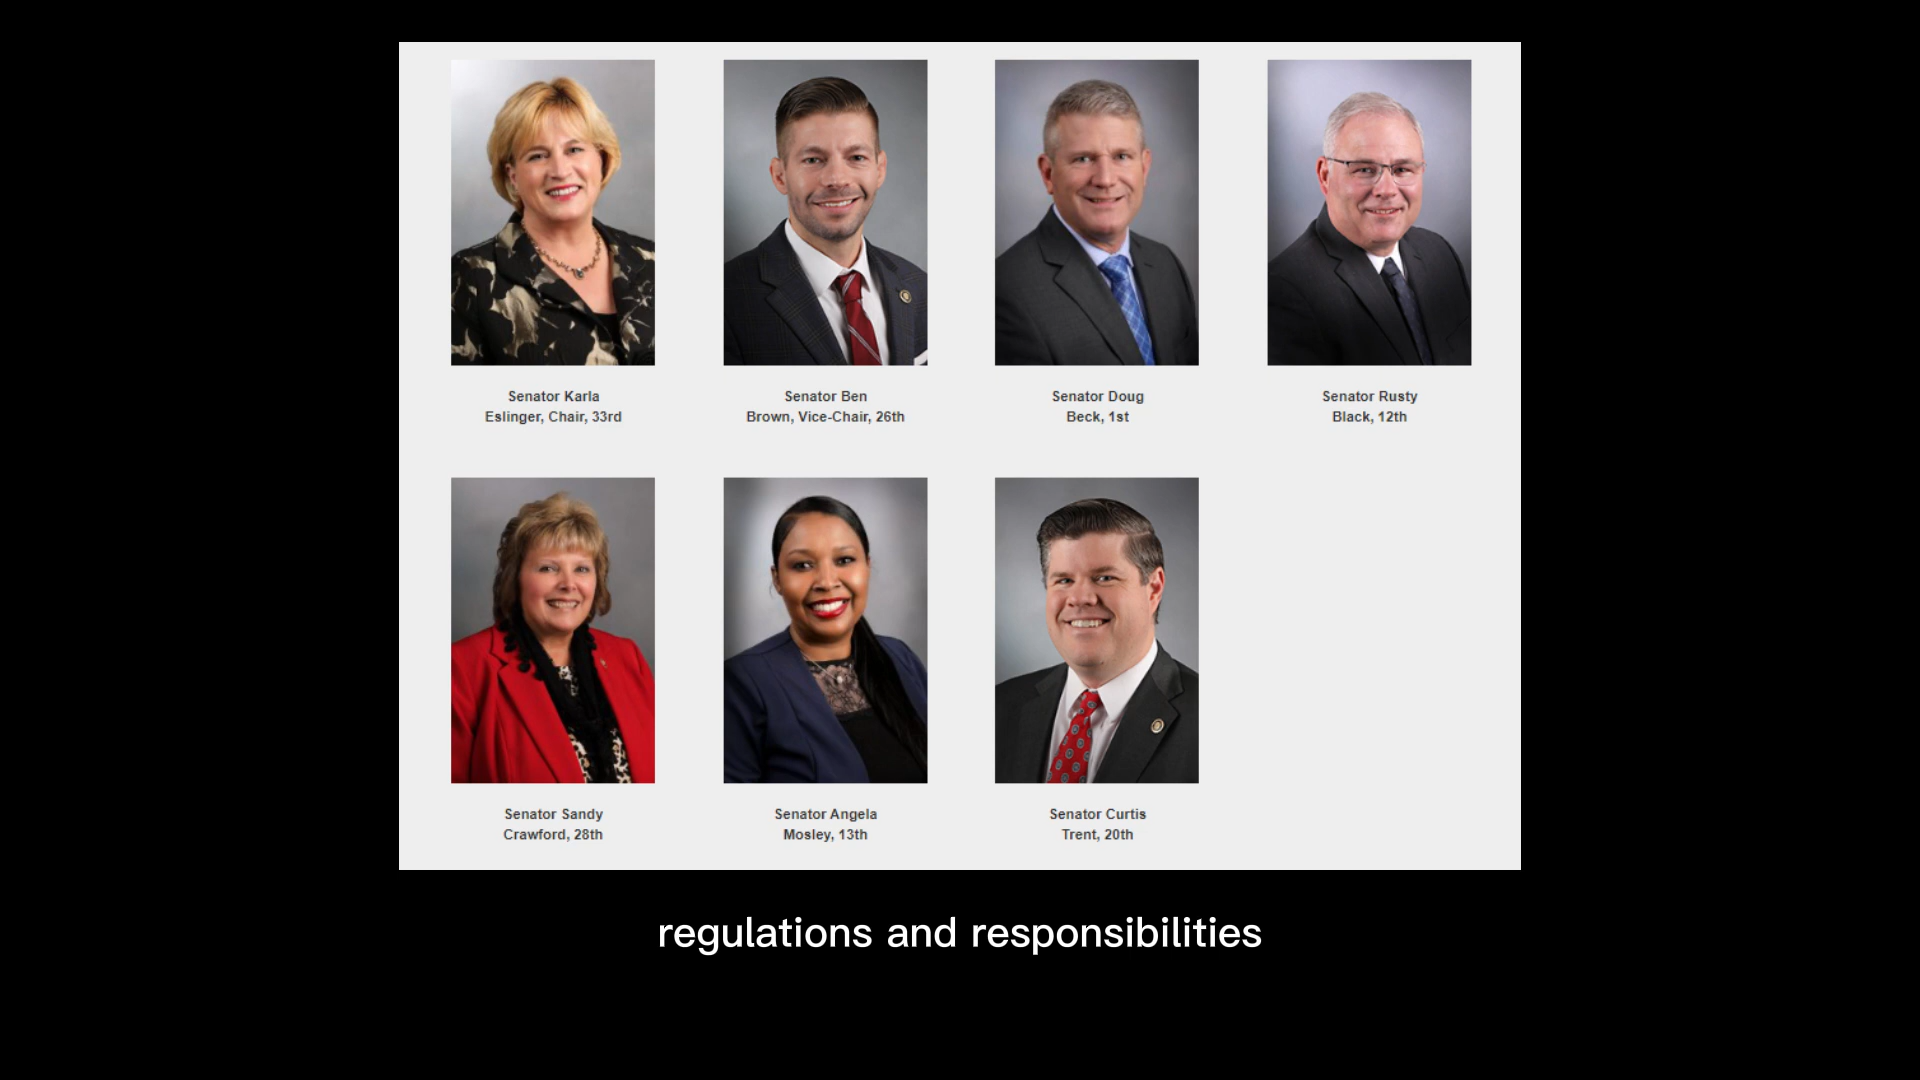 Senator Karla
Eslinger, Chair, 33rd
Senator Ben
Brown, Vice-Chair, 26th
Senator Doug
Beck, 1st
Senator Rusty
Black, 12th
Senator Sandy
Crawford, 28th
Senator Angela
Mosley, 13th
Senator Curtis
Trent, 20th
regulations and responsibilities